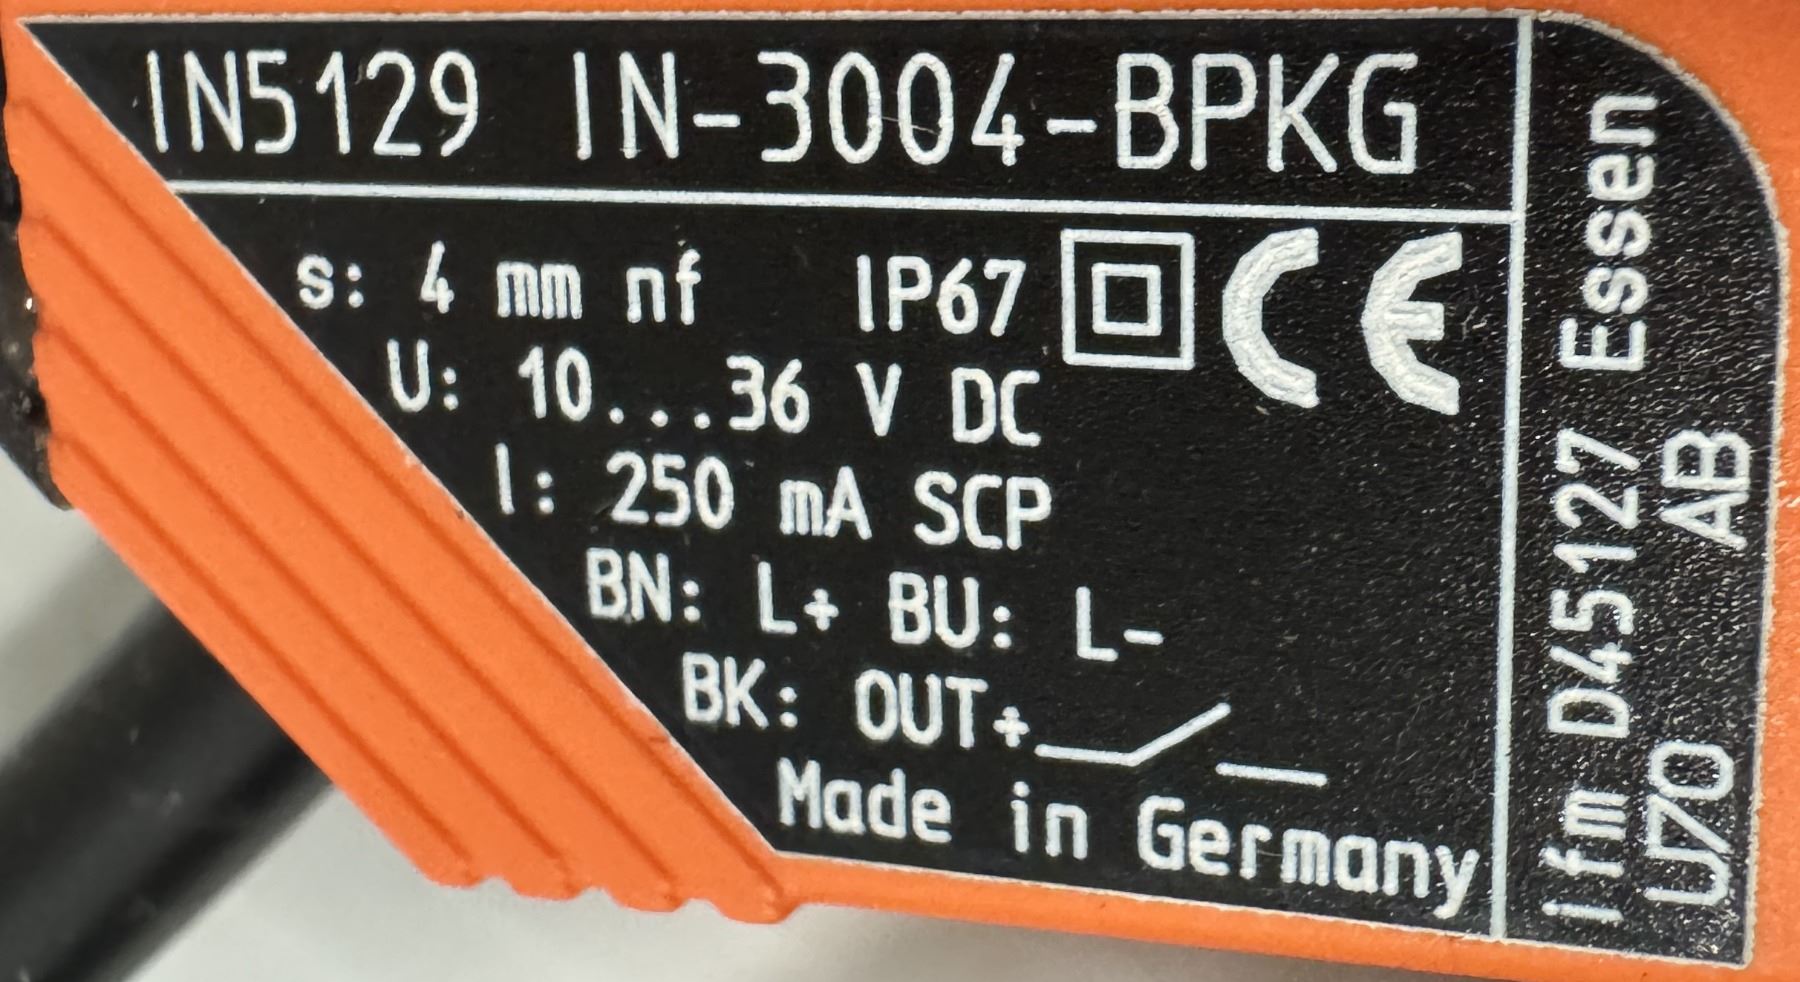 IN5129 IN-3004-BPKG
s: 4 mm nf IP67 CE
U: 10...36 V DC
I: 250 mA SCP
BN: L+ BU: L-
BK: OUT+
Made in Germany
ifm D45127 Essen
U70 AB